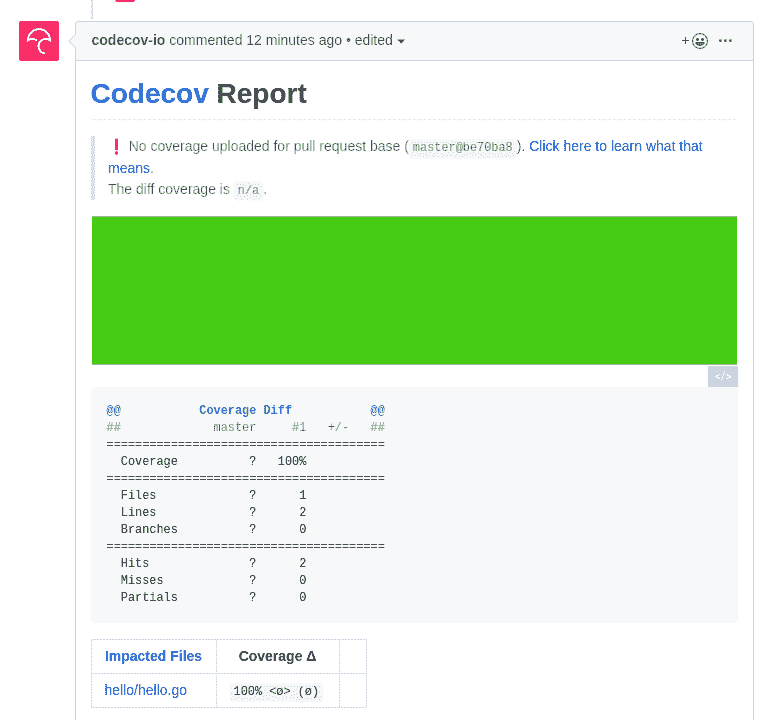 codecov-io commented 12 minutes ago • edited
+ ...
Codecov Report
❗ No coverage uploaded for pull request base (master@be70ba8). Click here to learn what that
means.
The diff coverage is n/a.
</>
@@           Coverage Diff           @@
##             master     #1   +/-   ##
=======================================
  Coverage          ?   100%
=======================================
  Files             ?      1
  Lines             ?      2
  Branches          ?      0
=======================================
  Hits              ?      2
  Misses            ?      0
  Partials          ?      0
Impacted Files Coverage Δ
hello/hello.go 100% <ø> (ø)